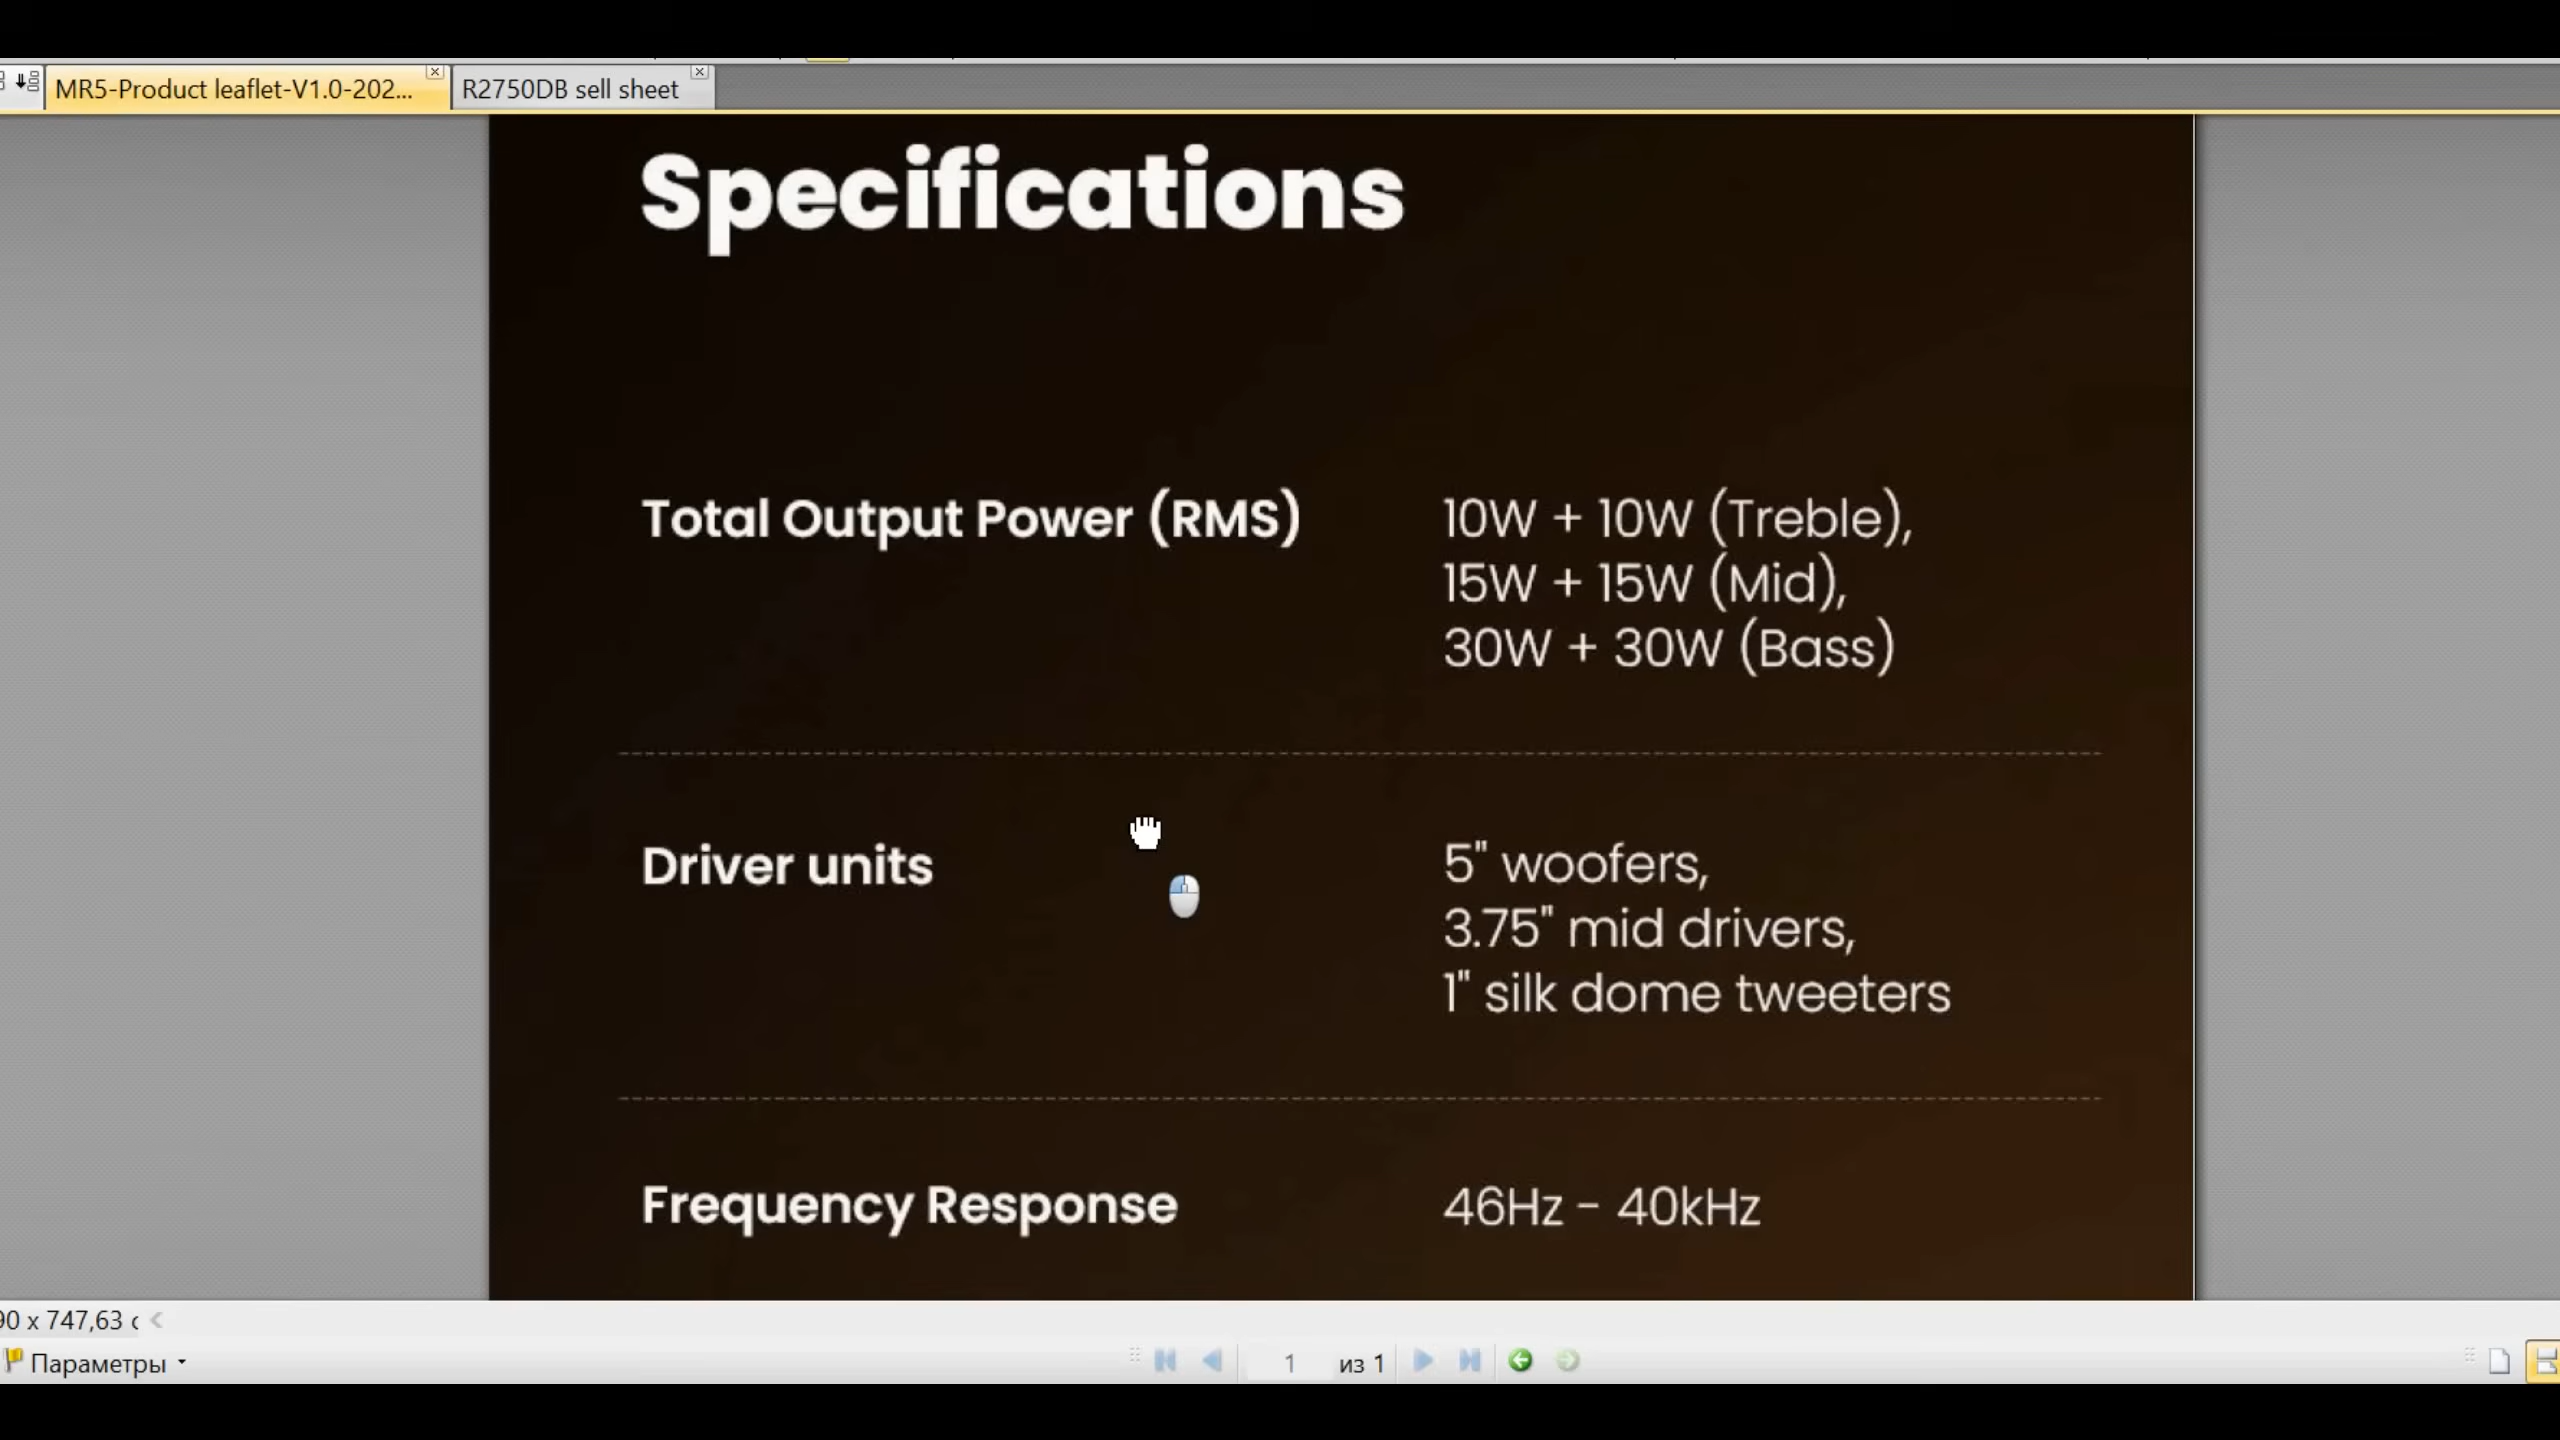 MR5-Product leaflet-V1.0-202...
R2750DB sell sheet
Specifications
Total Output Power (RMS)
10W + 10W (Treble),
15W + 15W (Mid),
30W + 30W (Bass)
Driver units
5" woofers,
3.75" mid drivers,
1" silk dome tweeters
Frequency Response
46Hz - 40kHz
90 x 747,63 c
Параметры
1 из 1